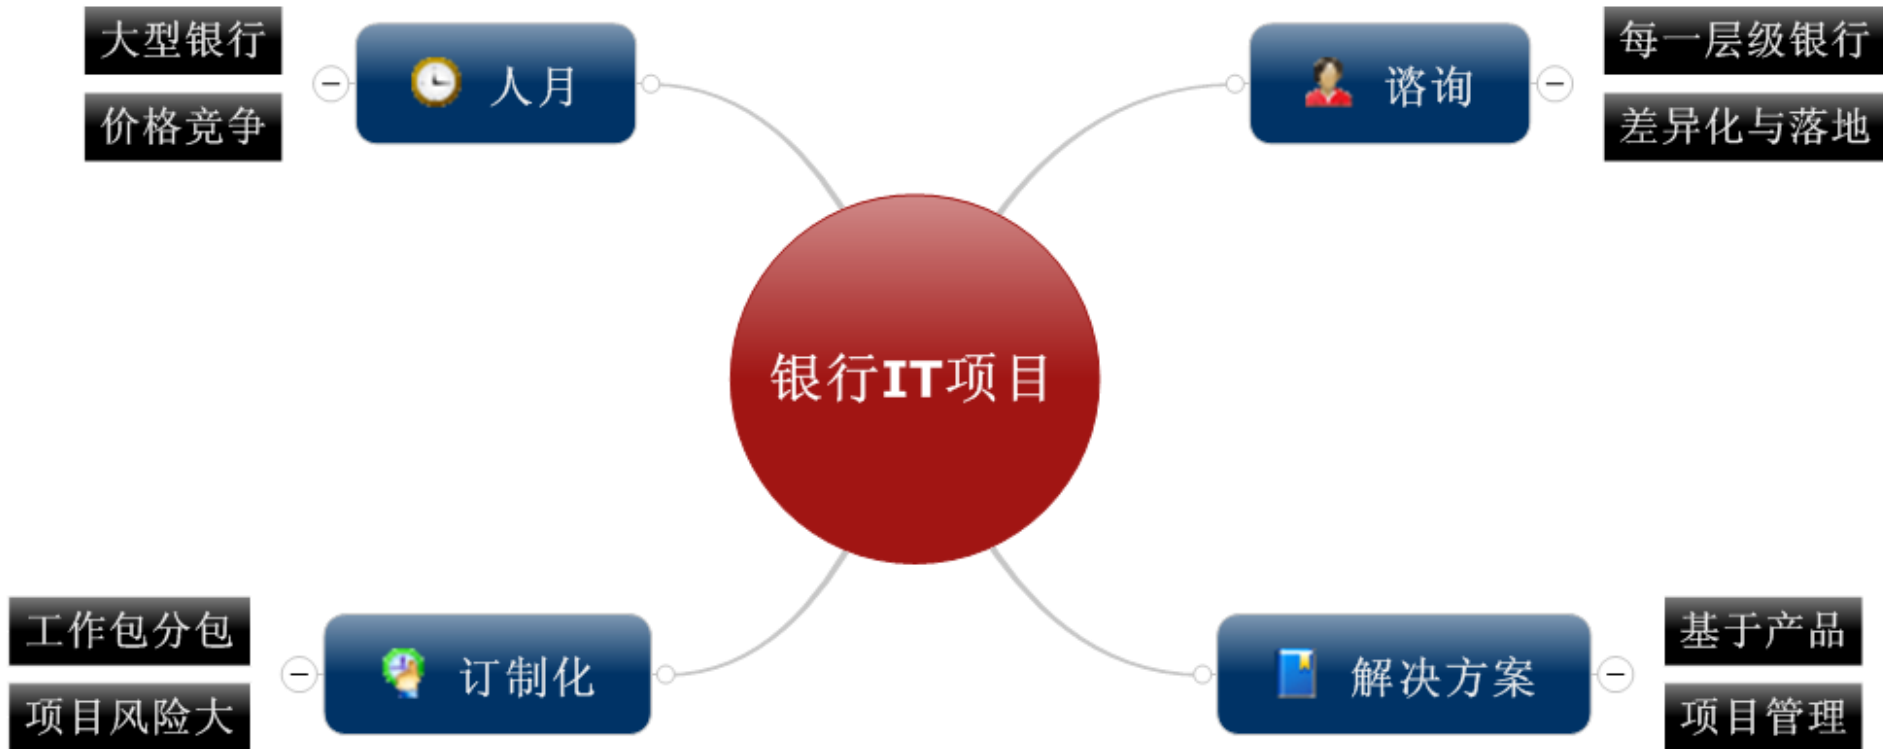 大型银行
价格竞争
人月
谘询
每一层级银行
差异化与落地
银行IT项目
工作包分包
项目风险大
订制化
解决方案
基于产品
项目管理